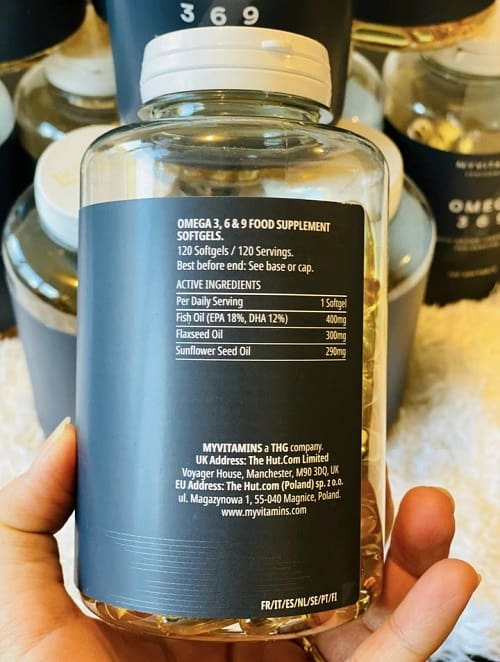 3 6 9
OMEGA 3, 6 & 9 FOOD SUPPLEMENT
SOFTGELS.
120 Softgels / 120 Servings.
Best before end: See base or cap.
ACTIVE INGREDIENTS
Per Daily Serving 1 Softgel
Fish Oil (EPA 18%, DHA 12%) 400mg
Flaxseed Oil 300mg
Sunflower Seed Oil 290mg
MYVITAMINS a THG company.
UK Address: The Hut.Com Limited
Voyager House, Manchester, M90 3DQ, UK
EU Address: The Hut.com (Poland) sp. z o.o.
ul. Magazynowa 1, 55-040 Magnice, Poland.
www.myvitamins.com
FR/IT/ES/NL/SE/PT/FI
OMEGA
3 6 9